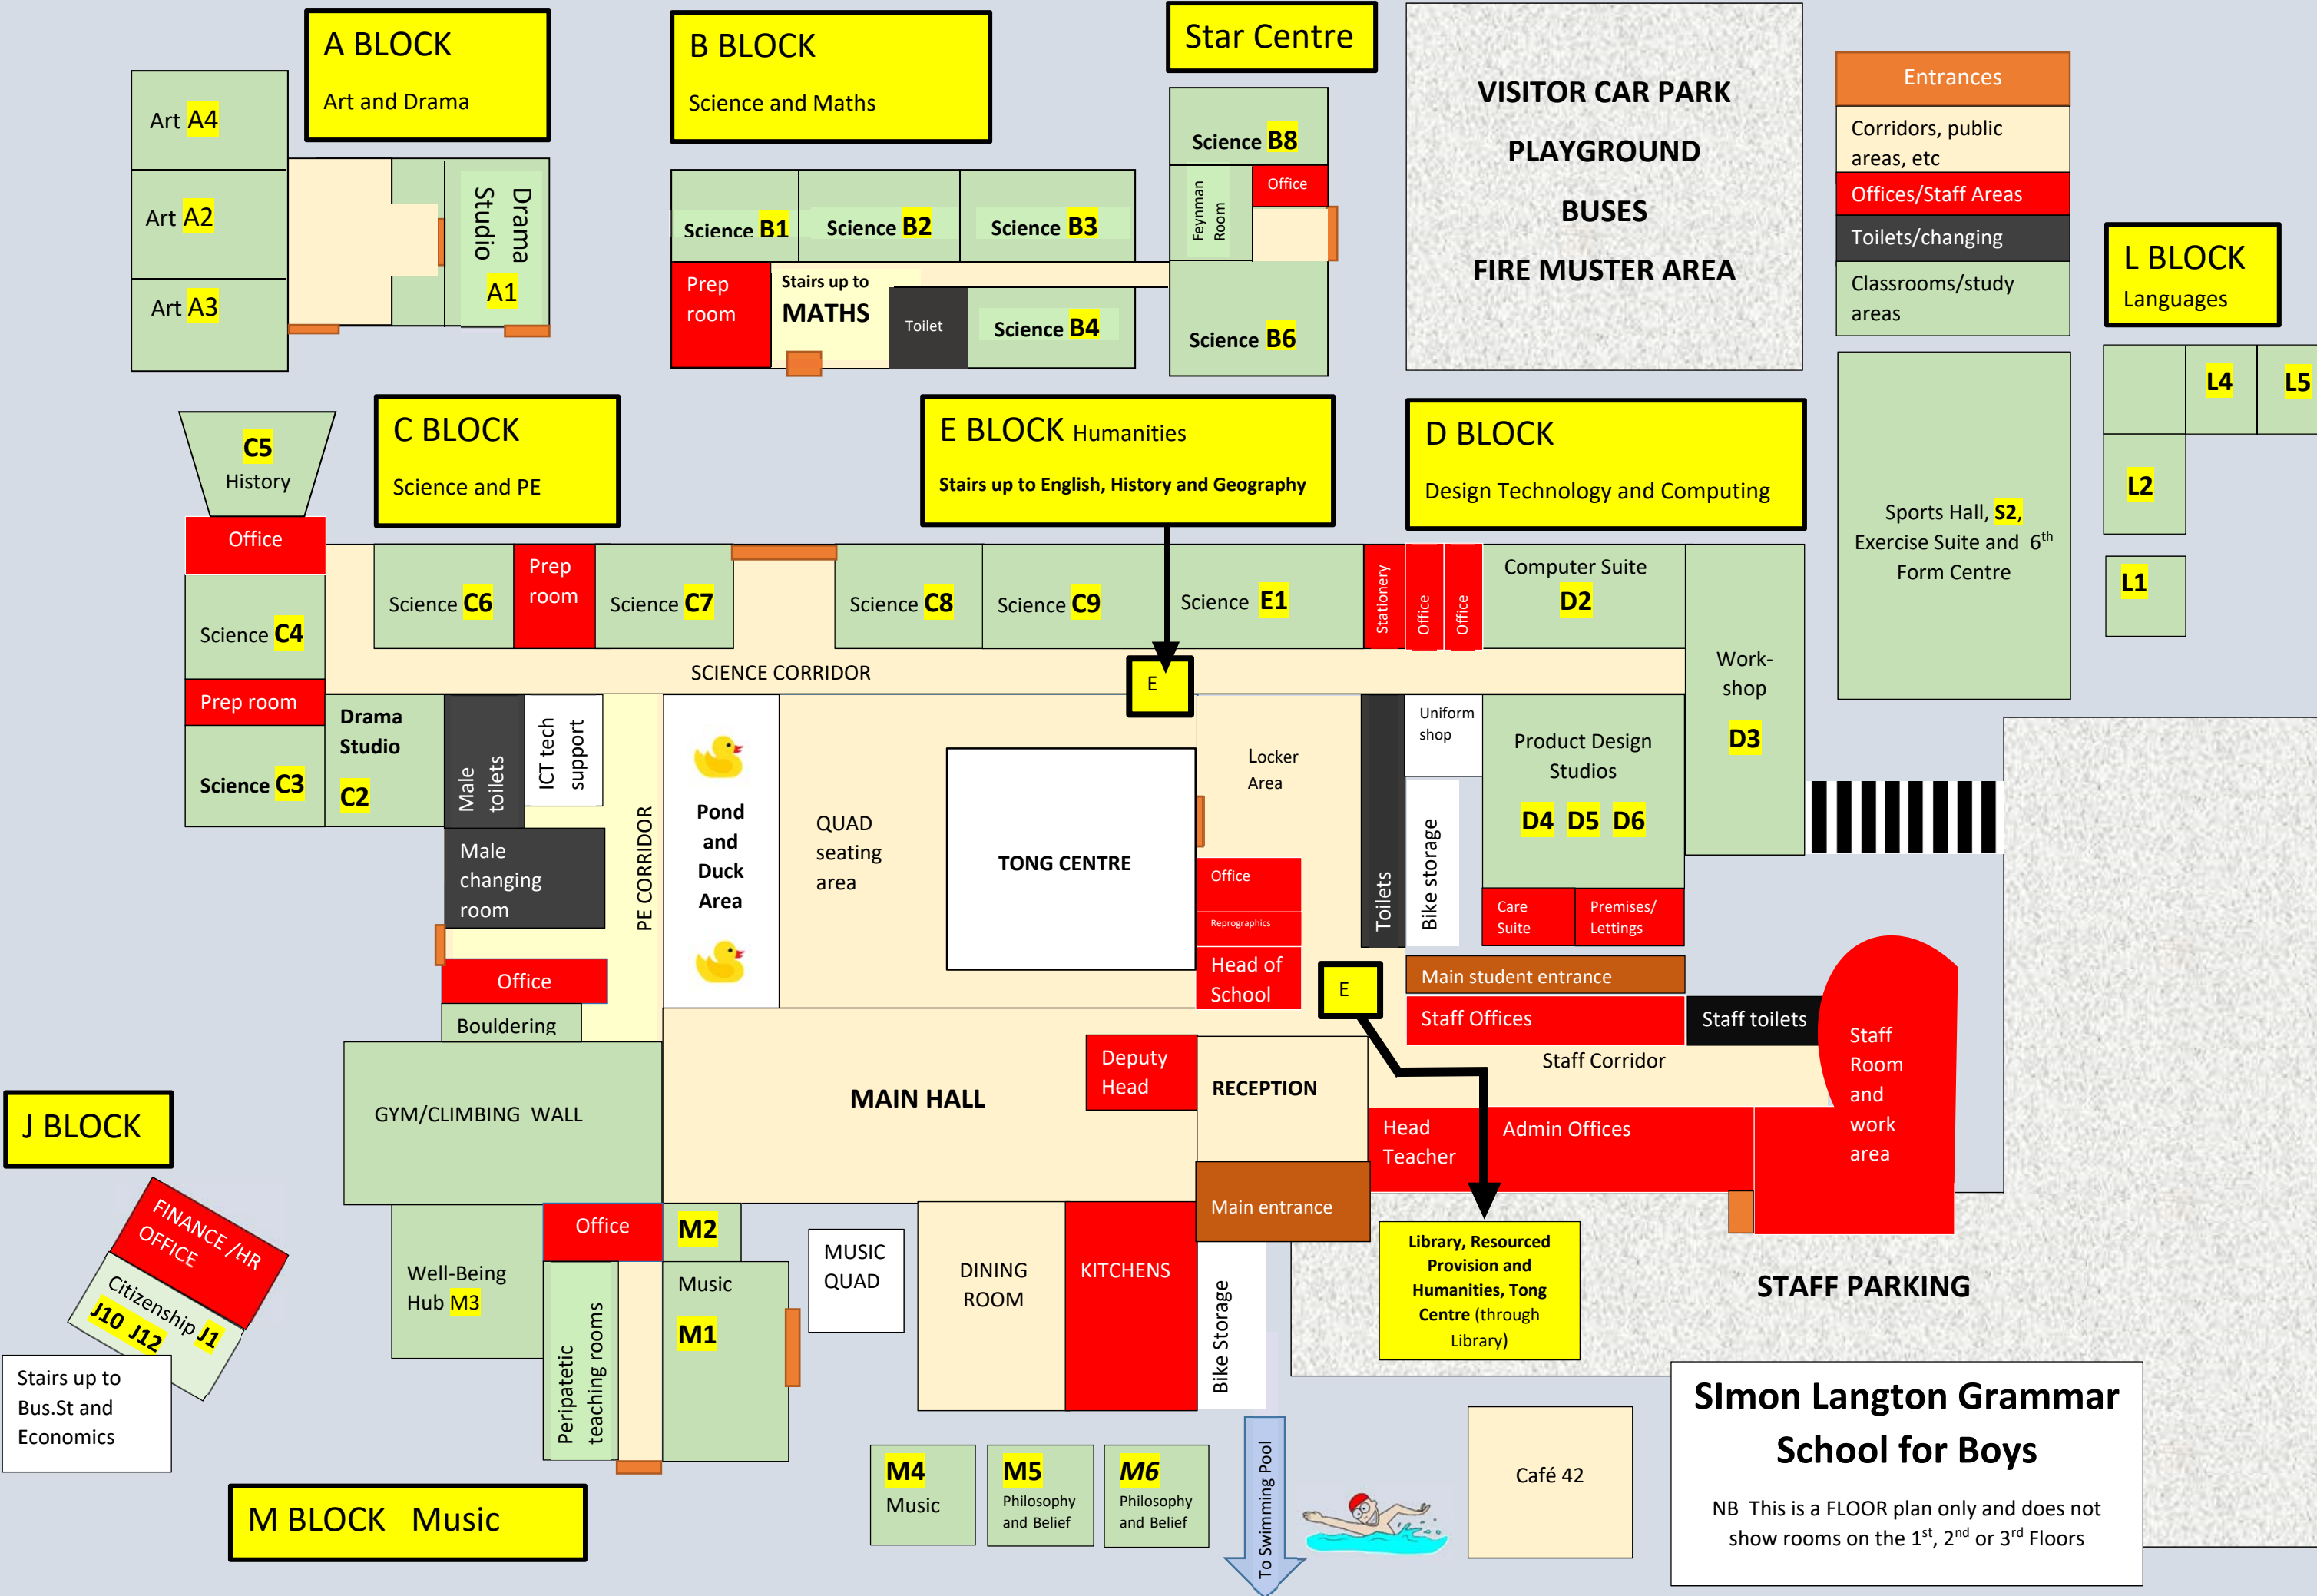 A BLOCK
Art and Drama
B BLOCK
Science and Maths
Star Centre
VISITOR CAR PARK
PLAYGROUND
BUSES
FIRE MUSTER AREA
Entrances
Corridors, public
areas, etc
Offices/Staff Areas
Toilets/changing
Classrooms/study
areas
L BLOCK
Languages
Art A4
Art A2
Art A3
Drama
Studio
A1
Science B1
Science B2
Science B3
Prep
room
Stairs up to
MATHS
Toilet
Science B4
Science B8
Feynman
Room
Office
Science B6
L4
L5
L2
L1
Sports Hall, S2,
Exercise Suite and 6th
Form Centre
C BLOCK
Science and PE
E BLOCK Humanities
Stairs up to English, History and Geography
D BLOCK
Design Technology and Computing
C5
History
Office
Science C4
Prep room
Science C3
Science C6
Prep
room
Science C7
Science C8
Science C9
Science E1
Stationery
Office
Office
Computer Suite
D2
Work-
shop
D3
SCIENCE CORRIDOR
E
Drama
Studio
C2
Male
toilets
ICT tech
support
Male
changing
room
PE CORRIDOR
Pond
and
Duck
Area
QUAD
seating
area
TONG CENTRE
Locker
Area
Office
Reprographics
Head of
School
Toilets
Uniform
shop
Bike storage
Product Design
Studios
D4 D5 D6
Care
Suite
Premises/
Lettings
Office
Bouldering
E
Main student entrance
Staff Offices
Staff toilets
Staff Corridor
Staff
Room
and
work
area
GYM/CLIMBING WALL
MAIN HALL
Deputy
Head
RECEPTION
Head
Teacher
Admin Offices
Main entrance
J BLOCK
FINANCE /HR
OFFICE
Citizenship J1
J10 J12
Stairs up to
Bus.St and
Economics
Well-Being
Hub M3
Office
M2
Peripatetic
teaching rooms
Music
M1
MUSIC
QUAD
DINING
ROOM
KITCHENS
Bike Storage
Library, Resourced
Provision and
Humanities, Tong
Centre (through
Library)
STAFF PARKING
M BLOCK Music
M4
Music
M5
Philosophy
and Belief
M6
Philosophy
and Belief
To Swimming Pool
Café 42
SImon Langton Grammar
School for Boys
NB This is a FLOOR plan only and does not
show rooms on the 1st, 2nd or 3rd Floors